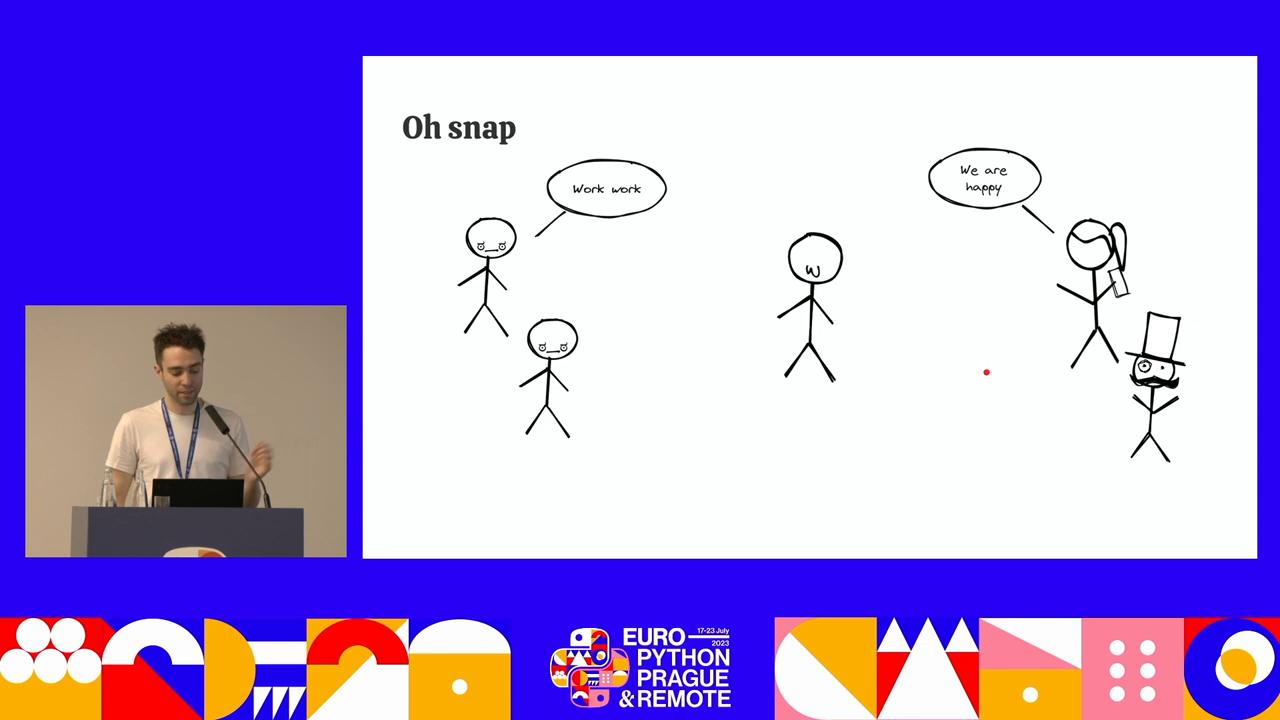 Oh snap
Work work
We are
happy
EURO
17-23 July
2023
PYTHON
PRAGUE
& REMOTE